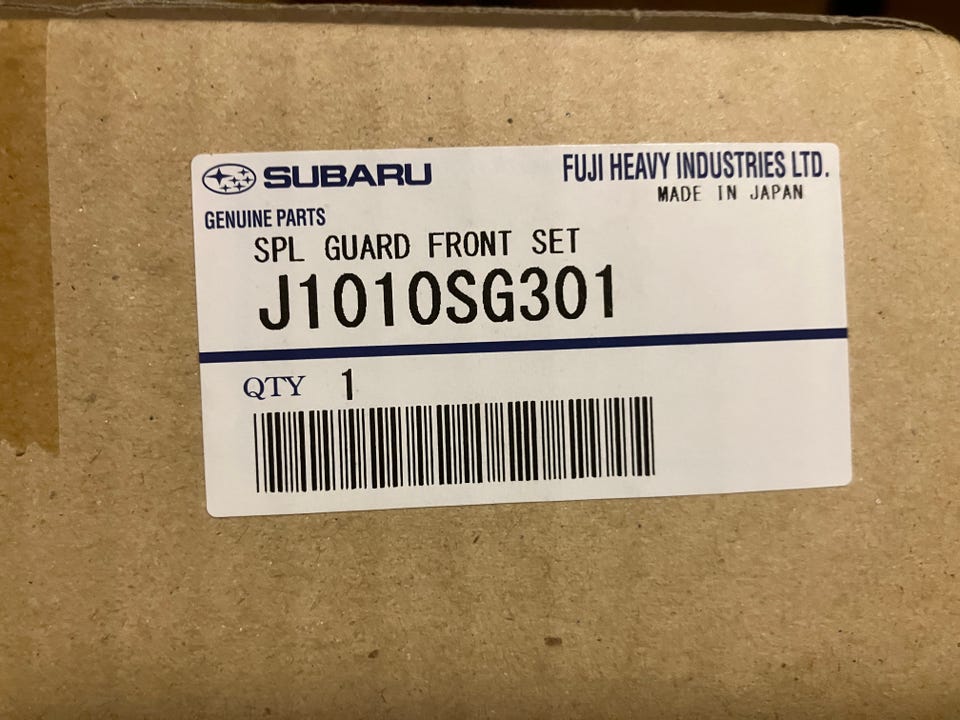 SUBARU
FUJI HEAVY INDUSTRIES LTD.
MADE IN JAPAN
GENUINE PARTS
SPL GUARD FRONT SET
J1010SG301
QTY 1